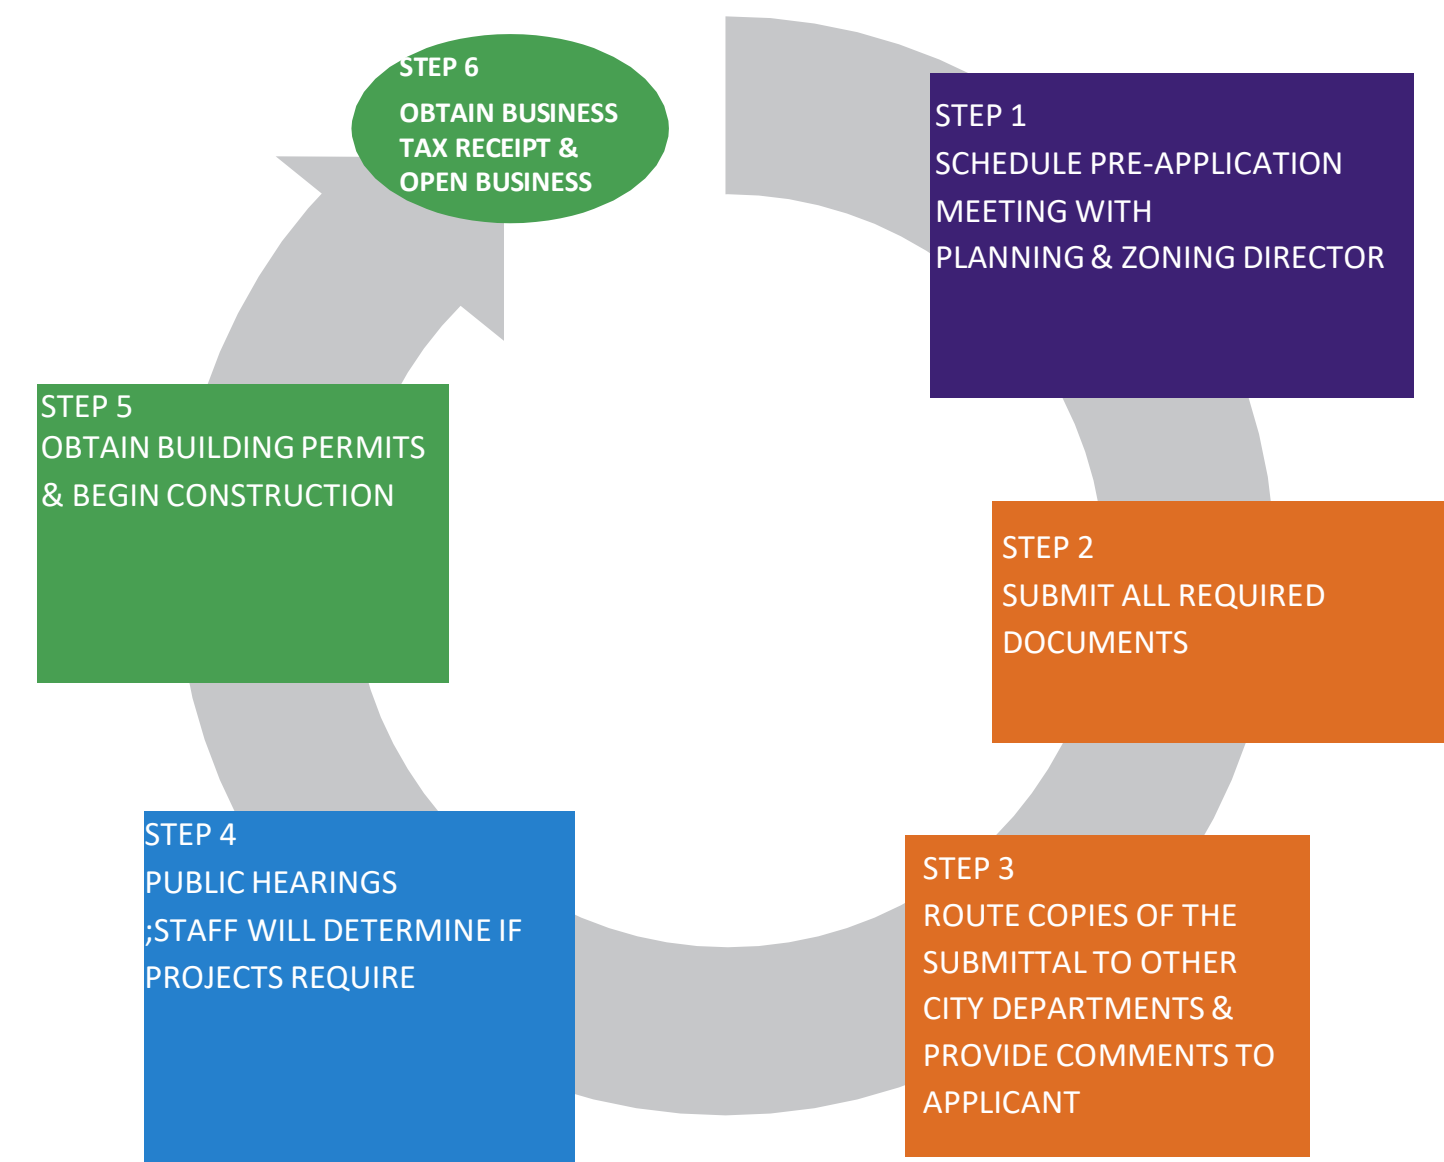 STEP 1
SCHEDULE PRE-APPLICATION
MEETING WITH
PLANNING & ZONING DIRECTOR
STEP 2
SUBMIT ALL REQUIRED
DOCUMENTS
STEP 3
ROUTE COPIES OF THE
SUBMITTAL TO OTHER
CITY DEPARTMENTS &
PROVIDE COMMENTS TO
APPLICANT
STEP 4
PUBLIC HEARINGS
;STAFF WILL DETERMINE IF
PROJECTS REQUIRE
STEP 5
OBTAIN BUILDING PERMITS
& BEGIN CONSTRUCTION
STEP 6
OBTAIN BUSINESS
TAX RECEIPT &
OPEN BUSINESS